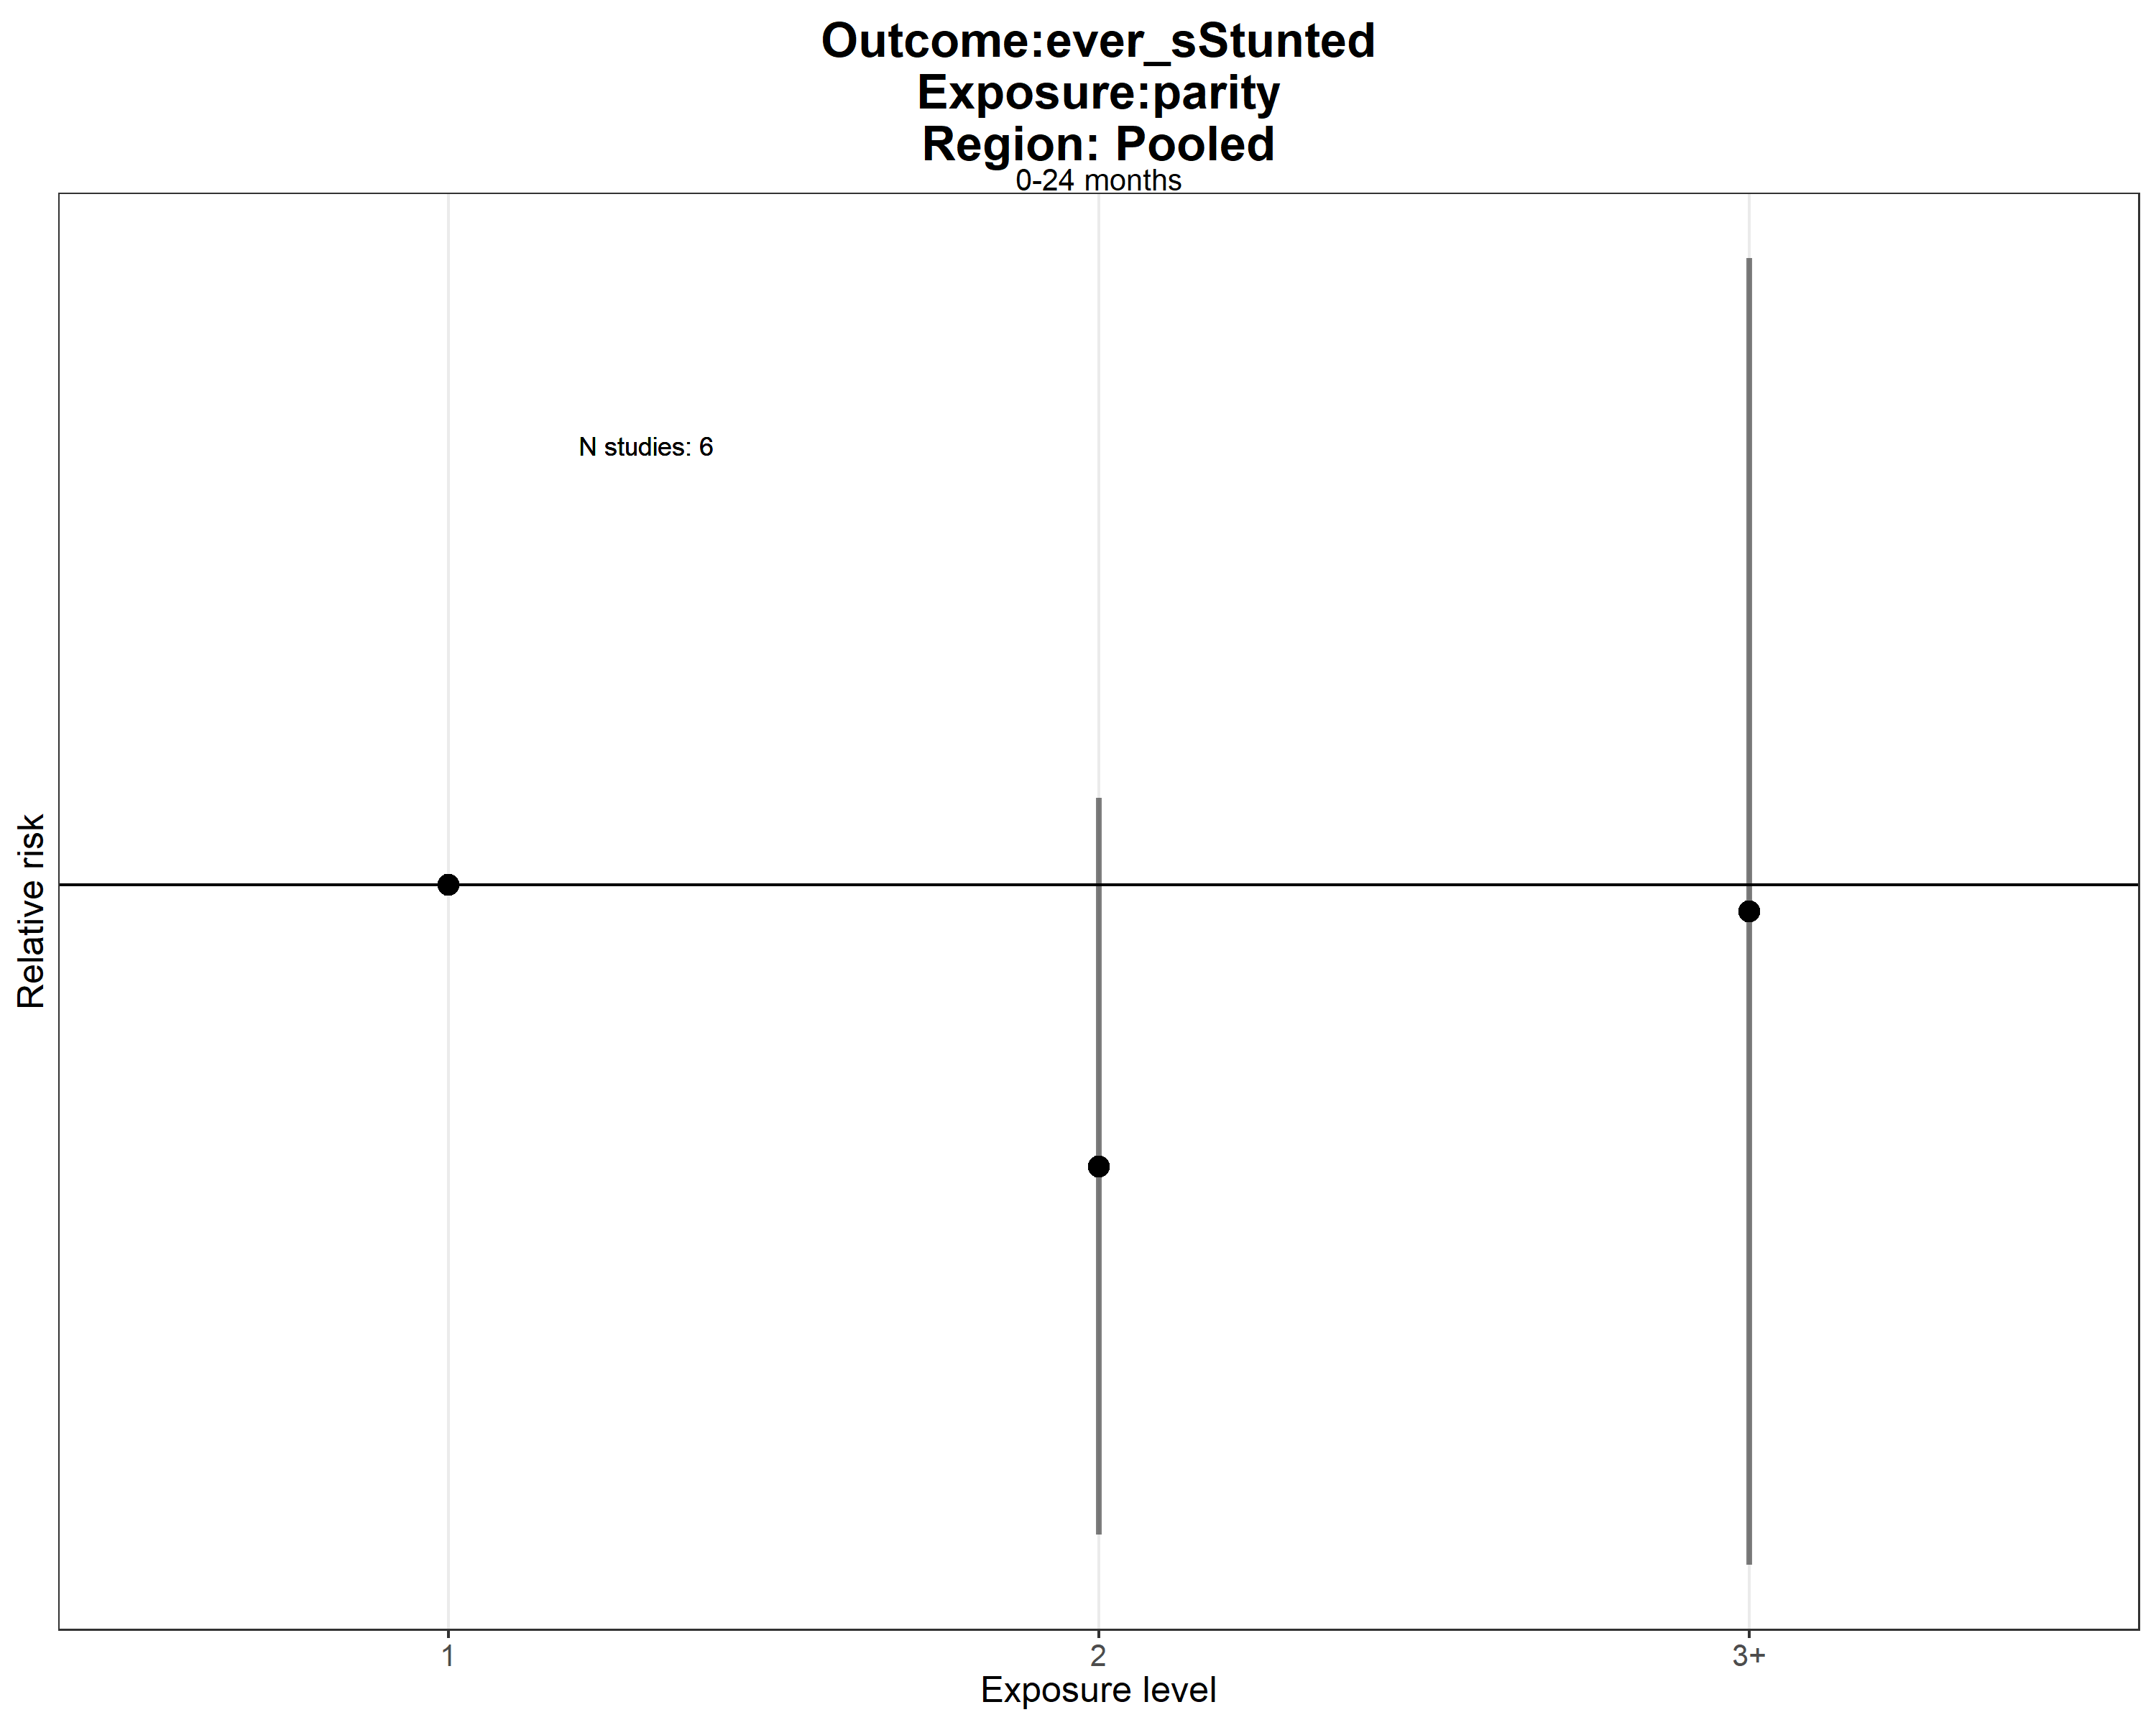 Outcome:ever_sStunted
Exposure:parity
Region: Pooled
0-24 months
N studies: 6
Relative risk
1
2
3+
Exposure level